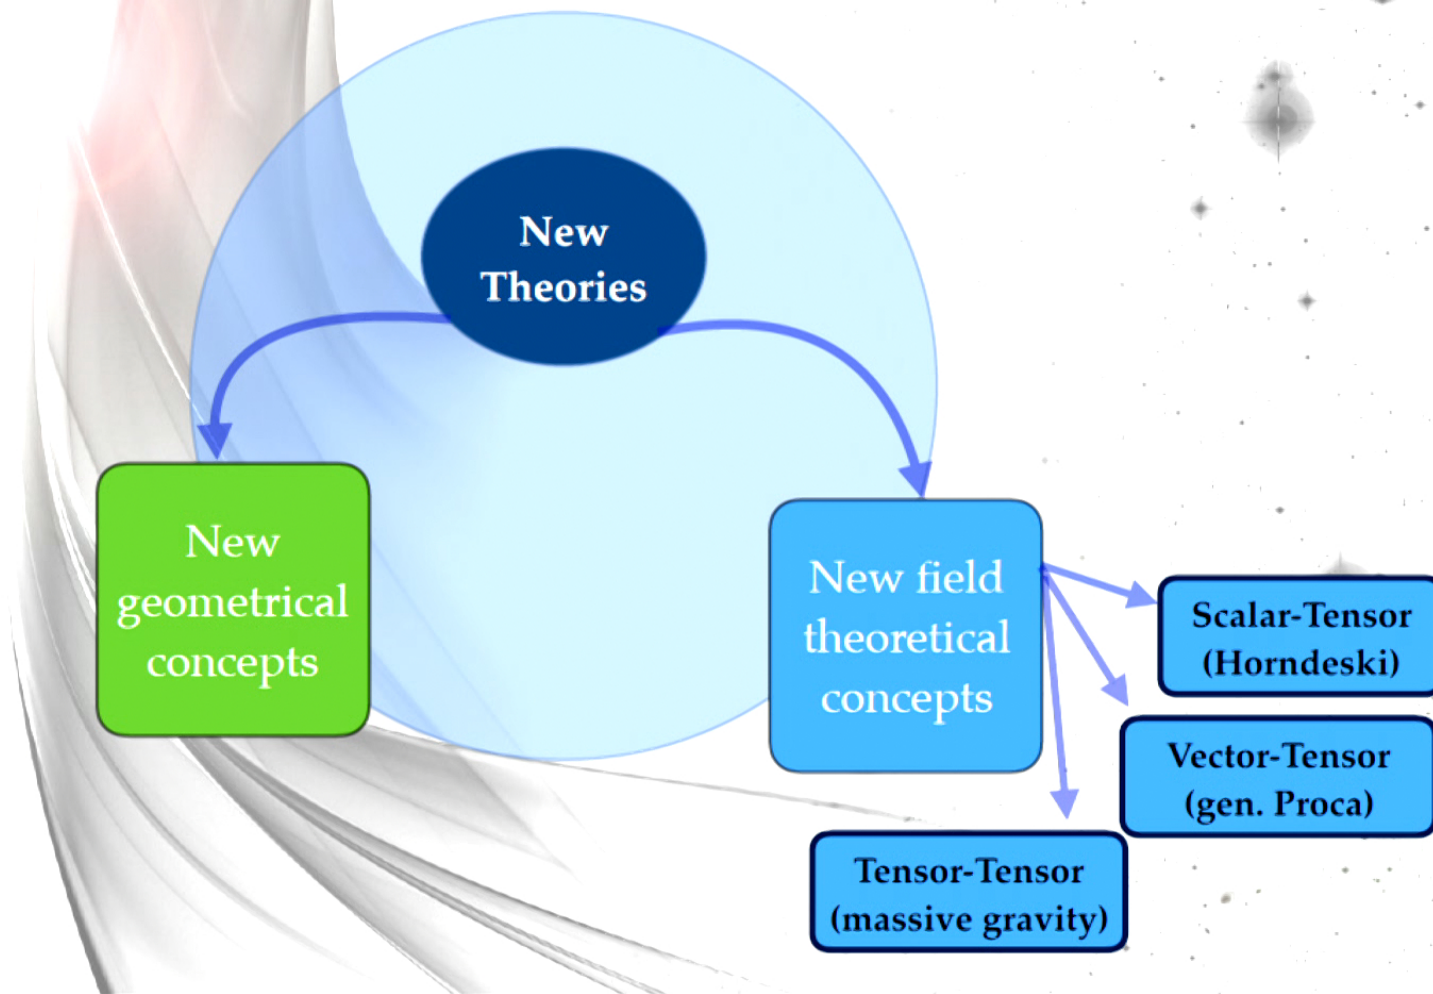 New
Theories
New
geometrical
concepts
New field
theoretical
concepts
Scalar-Tensor
(Horndeski)
Vector-Tensor
(gen. Proca)
Tensor-Tensor
(massive gravity)